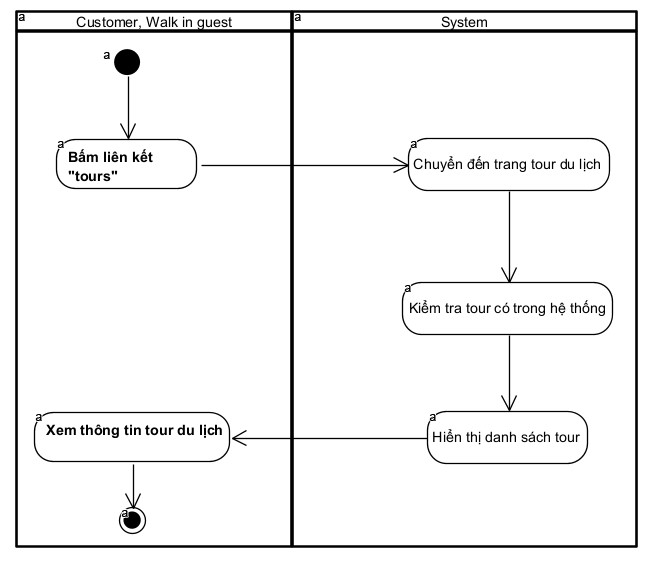 a
Customer, Walk in guest
a
System
a
a
Bấm liên kết
"tours"
a
Chuyển đến trang tour du lịch
a
Kiểm tra tour có trong hệ thống
a
Hiển thị danh sách tour
a
Xem thông tin tour du lịch
a